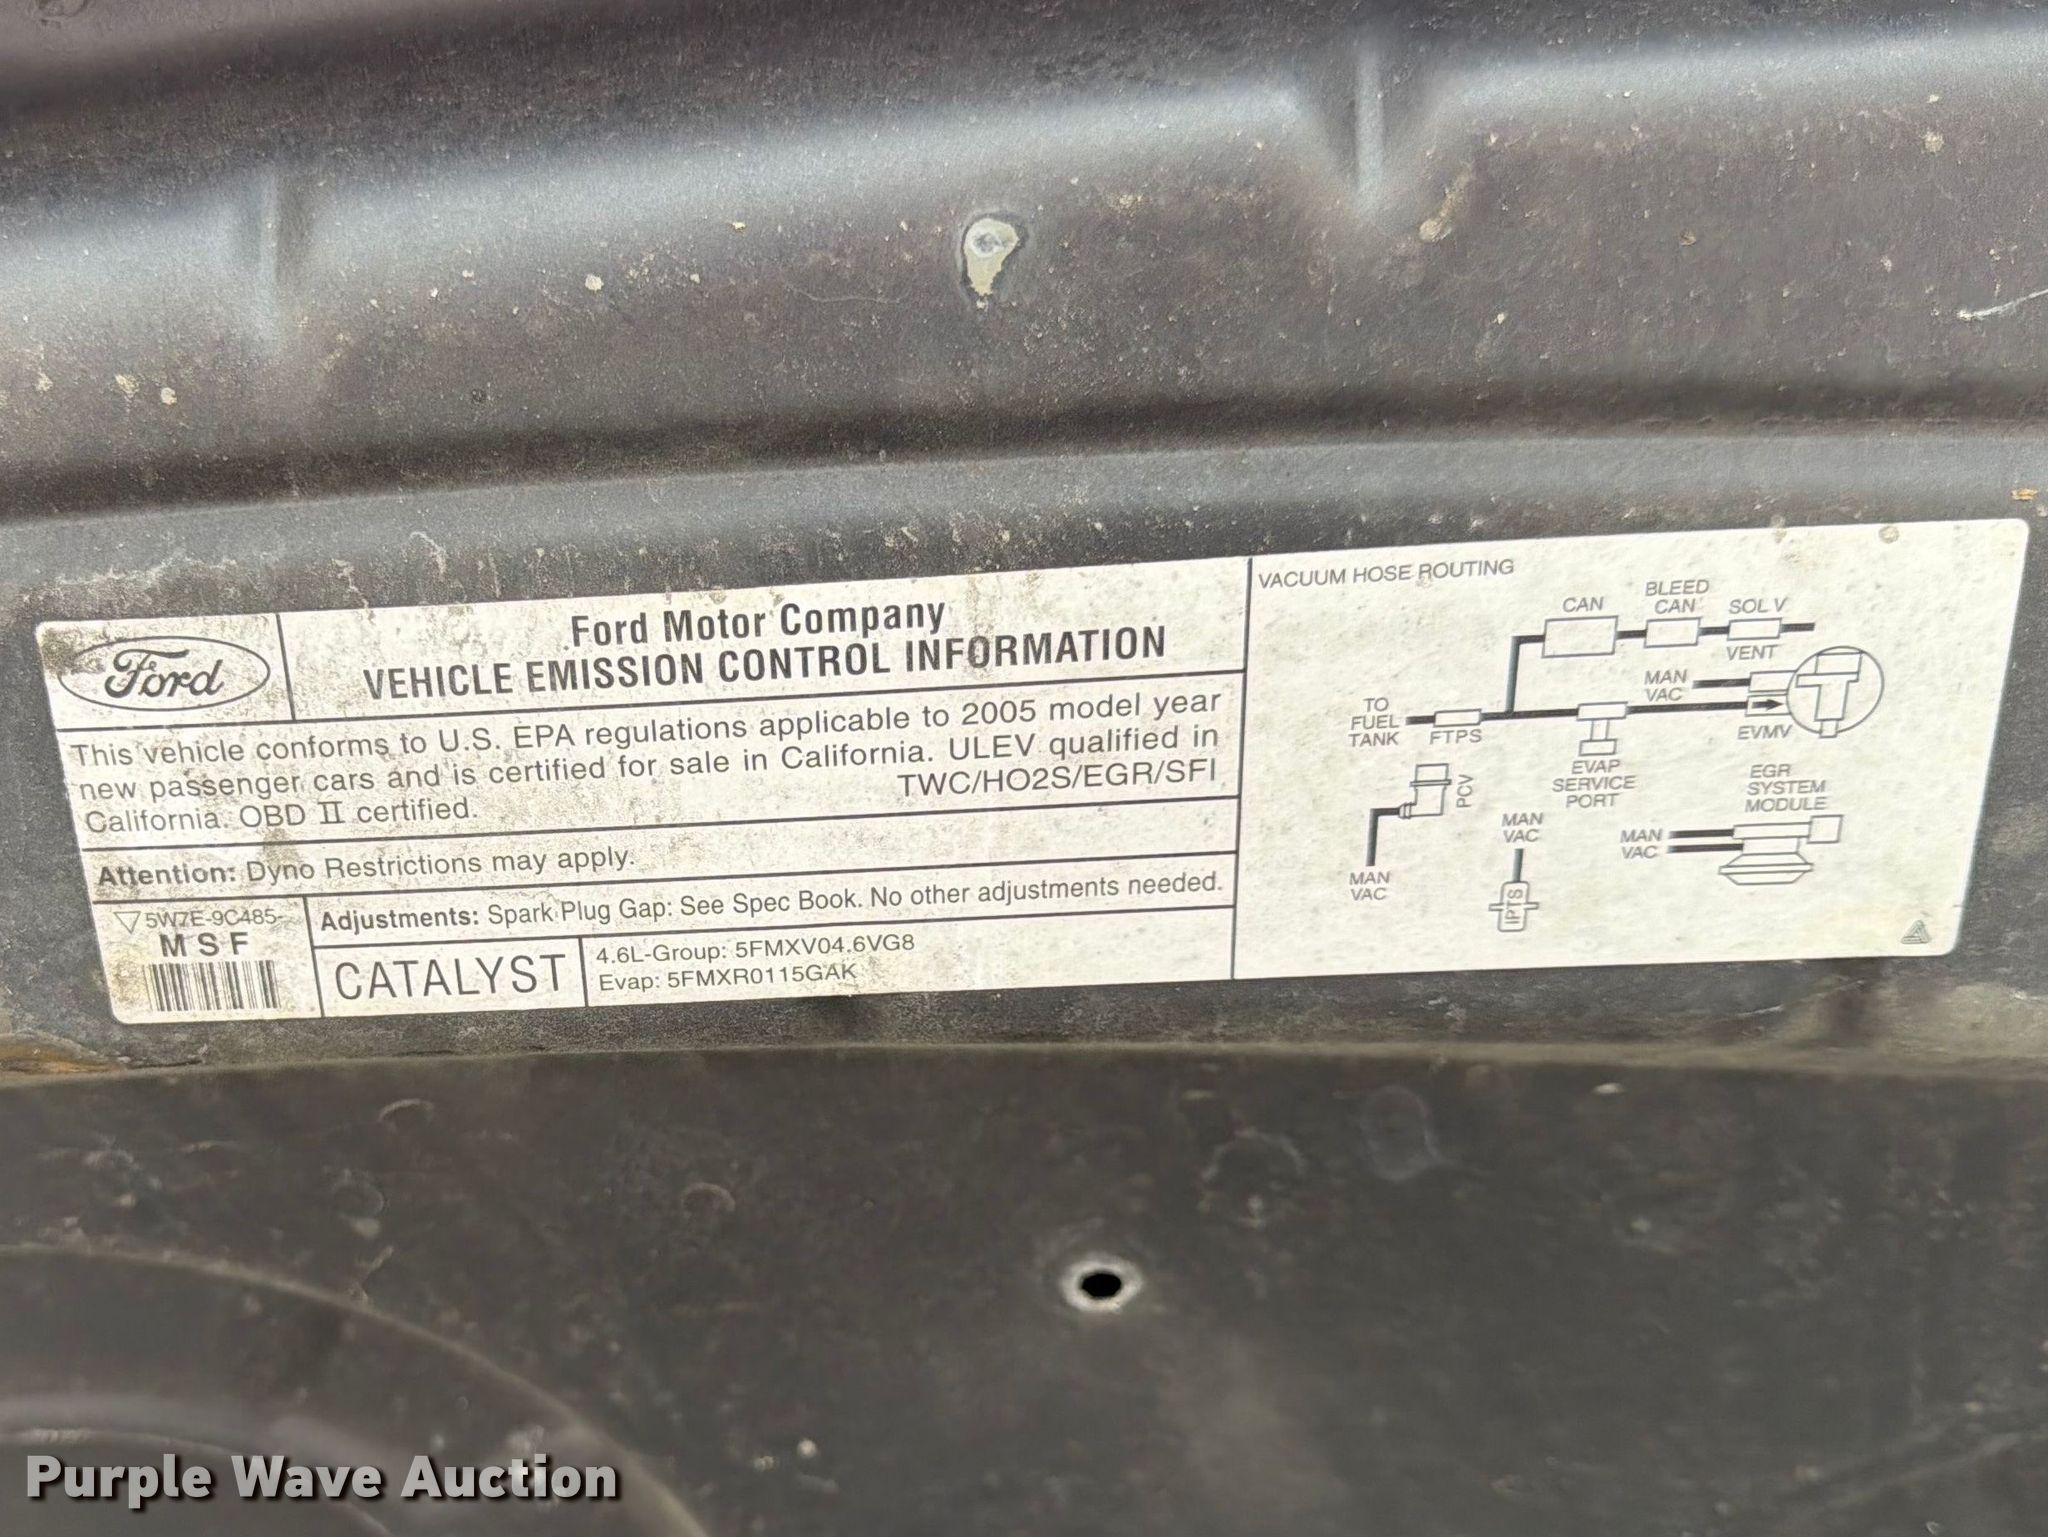 Ford
Ford Motor Company
VEHICLE EMISSION CONTROL INFORMATION
This vehicle conforms to U.S. EPA regulations applicable to 2005 model year
new passenger cars and is certified for sale in California. ULEV qualified in
California. OBD II certified.
TWC/HO2S/EGR/SFI
Attention: Dyno Restrictions may apply.
5W7E-9C485-
MSF
Adjustments: Spark Plug Gap: See Spec Book. No other adjustments needed.
CATALYST
4.6L-Group: 5FMXV04.6VG8
Evap: 5FMXR0115GAK
VACUUM HOSE ROUTING
CAN
BLEED
CAN
SOL V
VENT
MAN
VAC
TO
FUEL
TANK
FTPS
EVMV
EVAP
SERVICE
PORT
EGR
SYSTEM
MODULE
PCV
MAN
VAC
MAN
VAC
IPTS
MAN
VAC
Purple Wave Auction